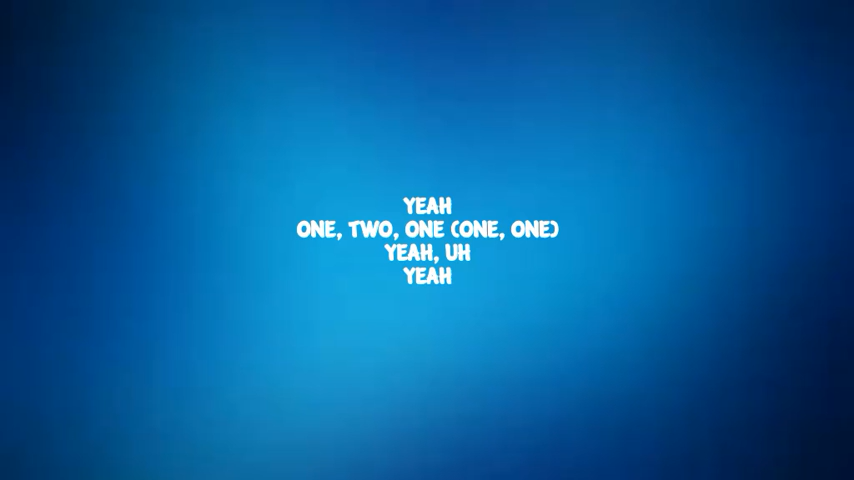 YEAH
ONE, TWO, ONE (ONE, ONE)
YEAH, UH
YEAH